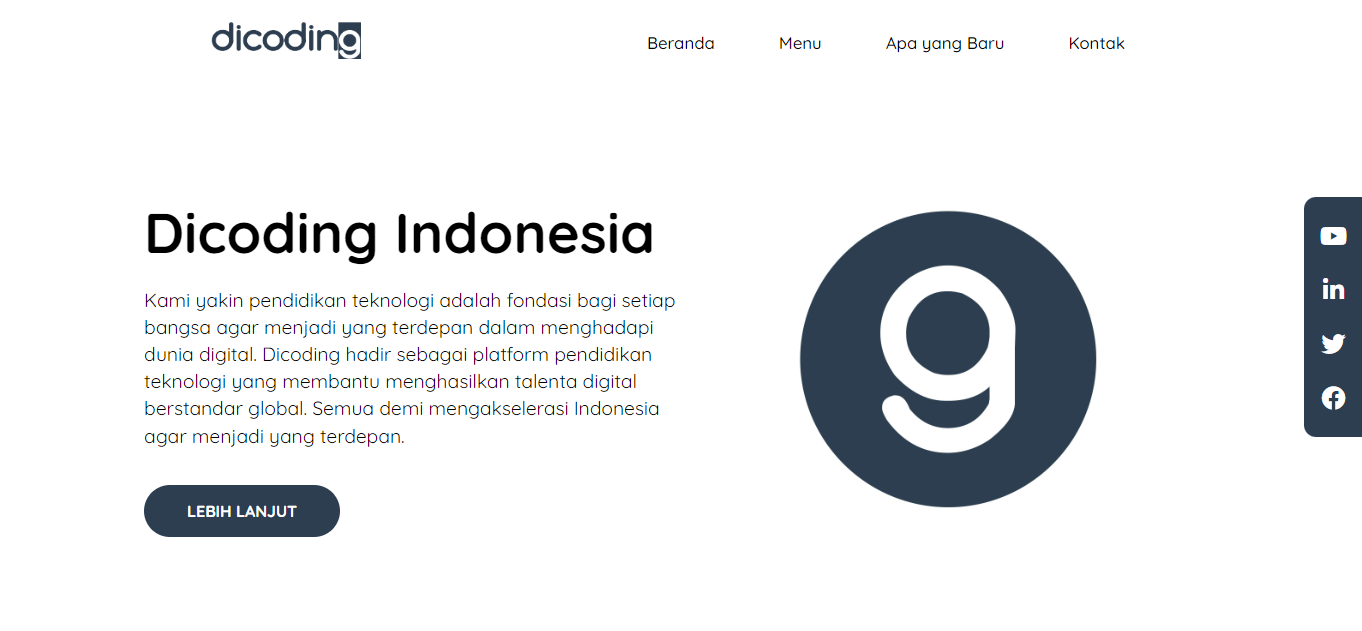 dicoding
Beranda
Menu
Apa yang Baru
Kontak
Dicoding Indonesia
Kami yakin pendidikan teknologi adalah fondasi bagi setiap
bangsa agar menjadi yang terdepan dalam menghadapi
dunia digital. Dicoding hadir sebagai platform pendidikan
teknologi yang membantu menghasilkan talenta digital
berstandar global. Semua demi mengakselerasi Indonesia
agar menjadi yang terdepan.
LEBIH LANJUT
g
in